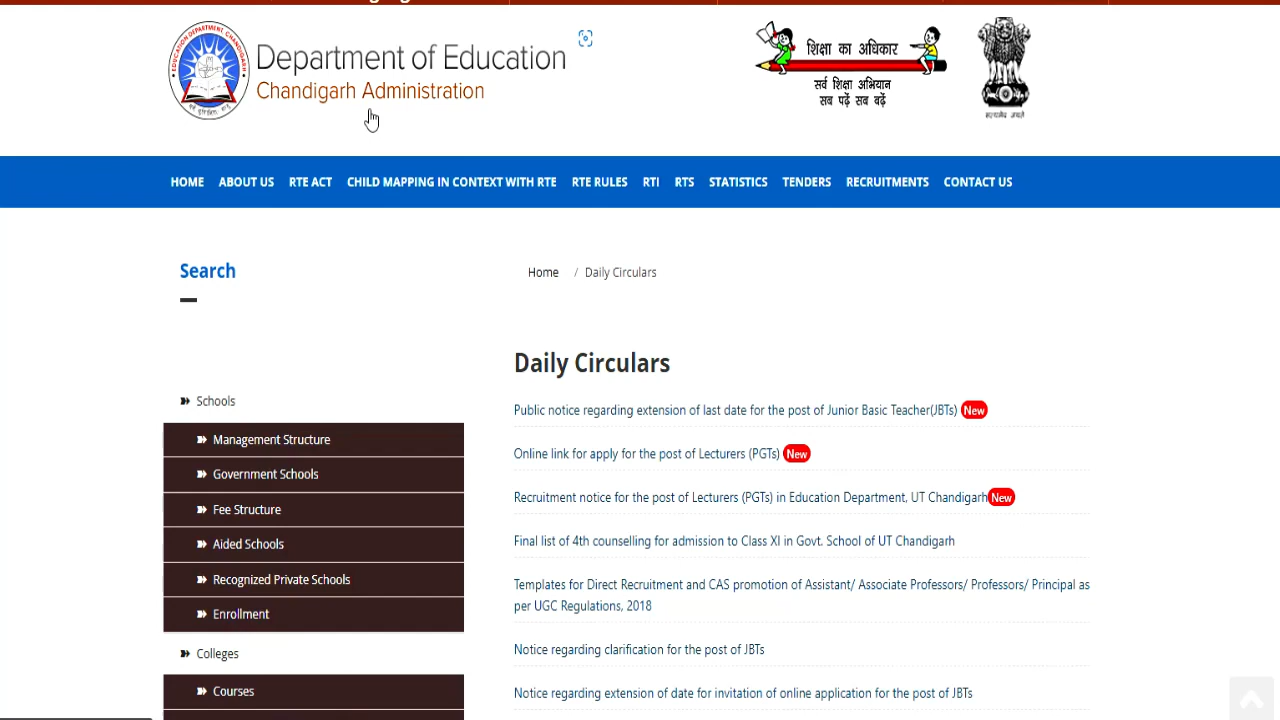 EDUCATION DEPARTMENT CHANDIGARH
Department of Education
Chandigarh Administration
शिक्षा का अधिकार
सर्व शिक्षा अभियान
सब पढ़ें सब बढ़ें
सत्यमेव जयते
HOME ABOUT US RTE ACT CHILD MAPPING IN CONTEXT WITH RTE RTE RULES RTI RTS STATISTICS TENDERS RECRUITMENTS CONTACT US
Search
Home / Daily Circulars
Schools
Management Structure
Government Schools
Fee Structure
Aided Schools
Recognized Private Schools
Enrollment
Colleges
Courses
Daily Circulars
Public notice regarding extension of last date for the post of Junior Basic Teacher(JBTs) New
Online link for apply for the post of Lecturers (PGTs) New
Recruitment notice for the post of Lecturers (PGTs) in Education Department, UT Chandigarh New
Final list of 4th counselling for admission to Class XI in Govt. School of UT Chandigarh
Templates for Direct Recruitment and CAS promotion of Assistant/ Associate Professors/ Professors/ Principal as
per UGC Regulations, 2018
Notice regarding clarification for the post of JBTs
Notice regarding extension of date for invitation of online application for the post of JBTs